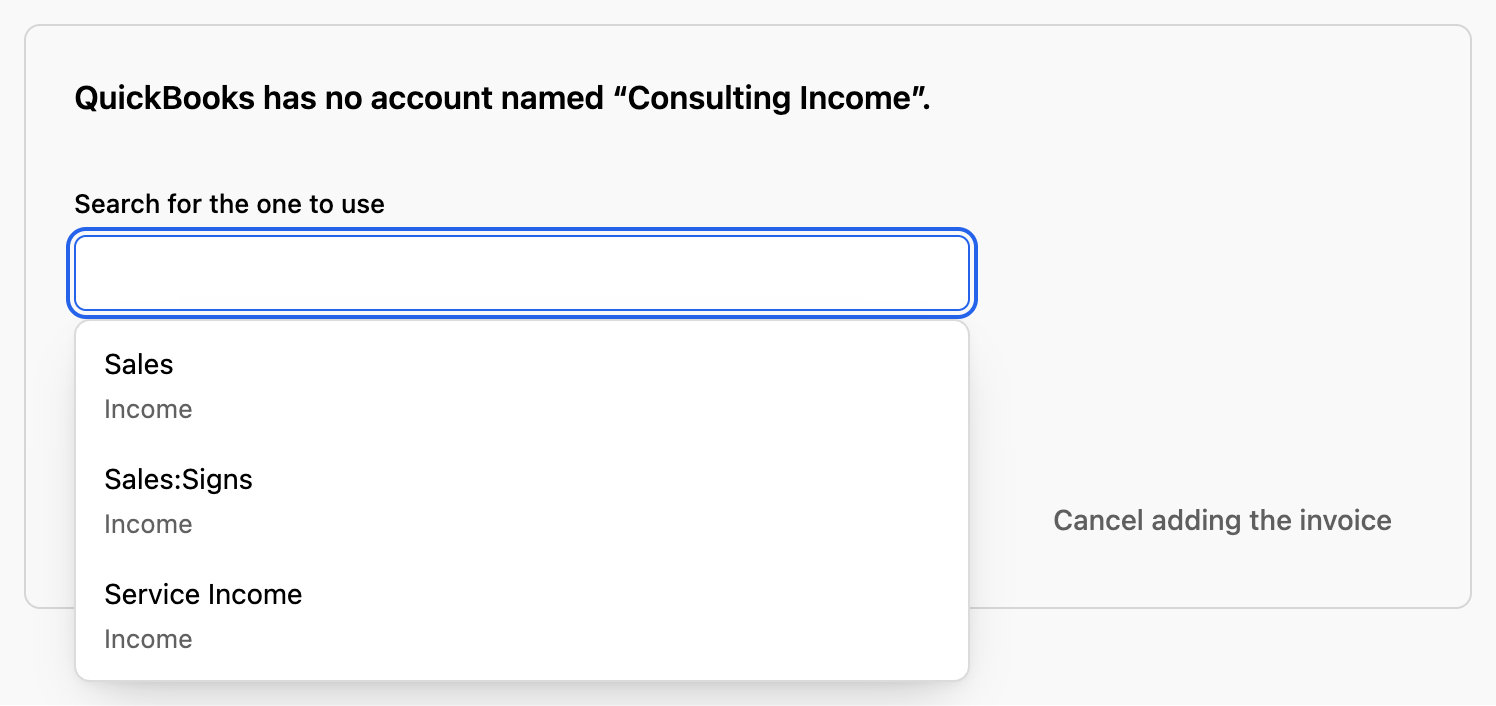 QuickBooks has no account named “Consulting Income”.
Search for the one to use
Sales
Income
Sales:Signs
Income
Service Income
Income
Cancel adding the invoice